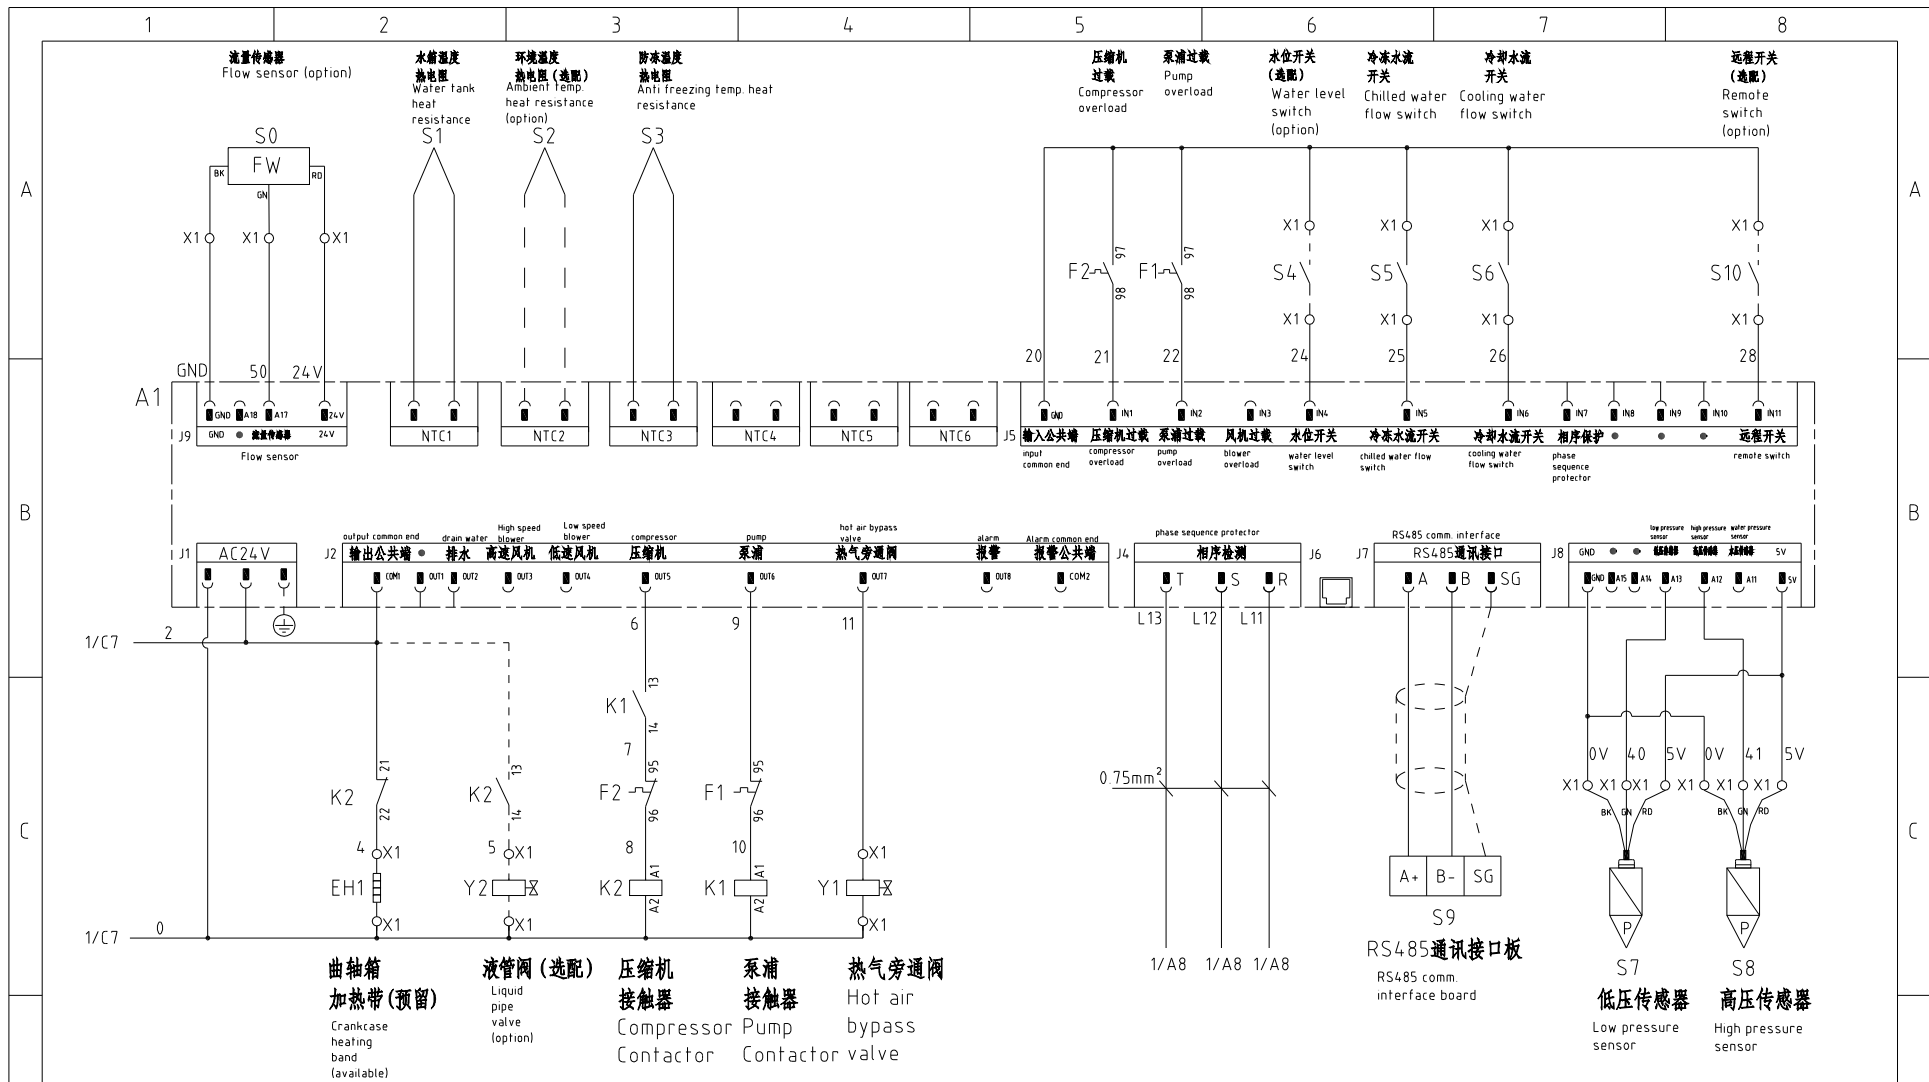 1 2 3 4 5 6 7 8
流量传感器
Flow sensor (option)
水箱温度
热电阻
Water tank
heat
resistance
环境温度
热电阻 (选配)
Ambient temp.
heat resistance
(option)
防冻温度
热电阻
Anti freezing temp. heat
resistance
压缩机
过载
Compressor
overload
泵浦过载
Pump
overload
水位开关
(选配)
Water level
switch
(option)
冷冻水流
开关
Chilled water
flow switch
冷却水流
开关
Cooling water
flow switch
远程开关
(选配)
Remote
switch
(option)
S0 S1 S2 S3
FW
BK RD
GN
A A
X1 X1 X1
X1 X1 X1 X1
F2 97 98
F1 97 98
S4 S5 S6 S10
X1 X1 X1 X1
GND 50 24V
20 21 22 24 25 26 28
A1
GND A18 A17 24V
J9 GND 流量传感器 24V
Flow sensor
NTC1 NTC2 NTC3 NTC4 NTC5 NTC6
J5
GND IN1 IN2 IN3 IN4 IN5 IN6 IN7 IN8 IN9 IN10 IN11
输入公共端 压缩机过载 泵浦过载 风机过载 水位开关 冷冻水流开关 冷却水流开关 相序保护 远程开关
input
common end
compressor
overload
pump
overload
blower
overload
water level
switch
chilled water flow
switch
cooling water
flow switch
phase
sequence
protector
remote switch
B B
J1 AC24V
J2
output common end
输出公共端
drain water
排水
High speed
blower
高速风机
Low speed
blower
低速风机
compressor
压缩机
pump
泵浦
hot air bypass
valve
热气旁通阀
alarm
报警
Alarm common end
报警公共端
COM1 OUT1 OUT2 OUT3 OUT4 OUT5 OUT6 OUT7 OUT8 COM2
J4
phase sequence protector
相序检测
T S R
J6
J7
RS485 comm. interface
RS485通讯接口
A B SG
J8
low pressure
sensor
high pressure
sensor
water pressure
sensor
GND 低压传感器 高压传感器 水压传感器 5V
GND A15 A14 A13 A12 A11 5V
1/C7 2
6 9 11
L13 L12 L11
K1 13 14
7
0V 40 5V 0V 41 5V
K2 21 22
K2 13 14
F2 95 96
F1 95 96
0.75mm²
X1 X1 X1 X1 X1 X1
BK GN RD BK GN RD
C C
4 X1 5 X1 8 10 X1
EH1 Y2 K2 A1 A2 K1 A1 A2 Y1
X1 X1 X1
A+ B- SG
S9
P P
1/C7 0
RS485通讯接口板
RS485 comm.
interface board
1/A8 1/A8 1/A8
S7 S8
曲轴箱
加热带(预留)
Crankcase
heating
band
(available)
液管阀 (选配)
Liquid
pipe
valve
(option)
压缩机
接触器
Compressor
Contactor
泵浦
接触器
Pump
Contactor
热气旁通阀
Hot air
bypass
valve
低压传感器
Low pressure
sensor
高压传感器
High pressure
sensor